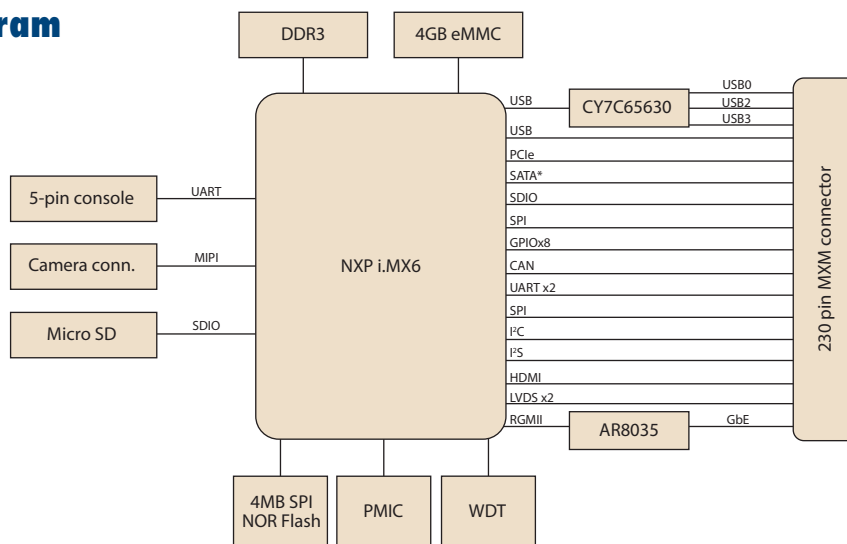 ram
DDR3
4GB eMMC
USB
CY7C65630
USB0
USB2
USB3
USB
PCIe
SATA*
SDIO
SPI
GPIOx8
CAN
UART x2
SPI
I²C
I²S
HDMI
LVDS x2
RGMII
AR8035
GbE
230 pin MXM connector
5-pin console
UART
Camera conn.
MIPI
Micro SD
SDIO
NXP i.MX6
4MB SPI
NOR Flash
PMIC
WDT